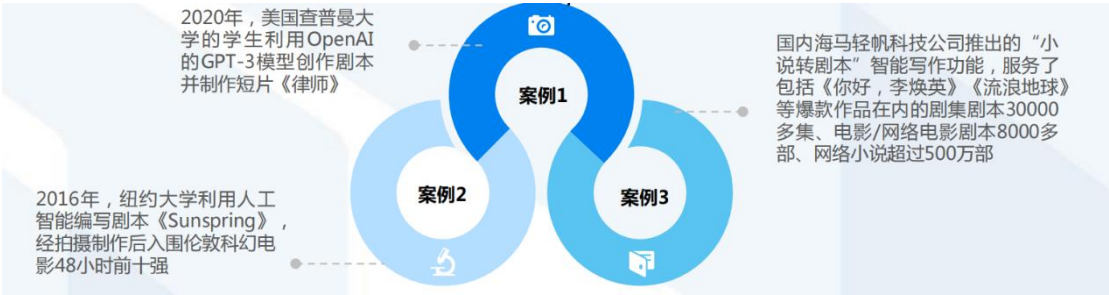 2020年，美国查普曼大
学的学生利用OpenAI
的GPT-3模型创作剧本
并制作短片《律师》
案例1
国内海马轻帆科技公司推出的“小
说转剧本”智能写作功能，服务了
包括《你好，李焕英》《流浪地球》
等爆款作品在内的剧集剧本30000
多集、电影/网络电影剧本8000多
部、网络小说超过500万部
案例2
案例3
2016年，纽约大学利用人工
智能编写剧本《Sunspring》，
经拍摄制作后入围伦敦科幻电
影48小时前十强